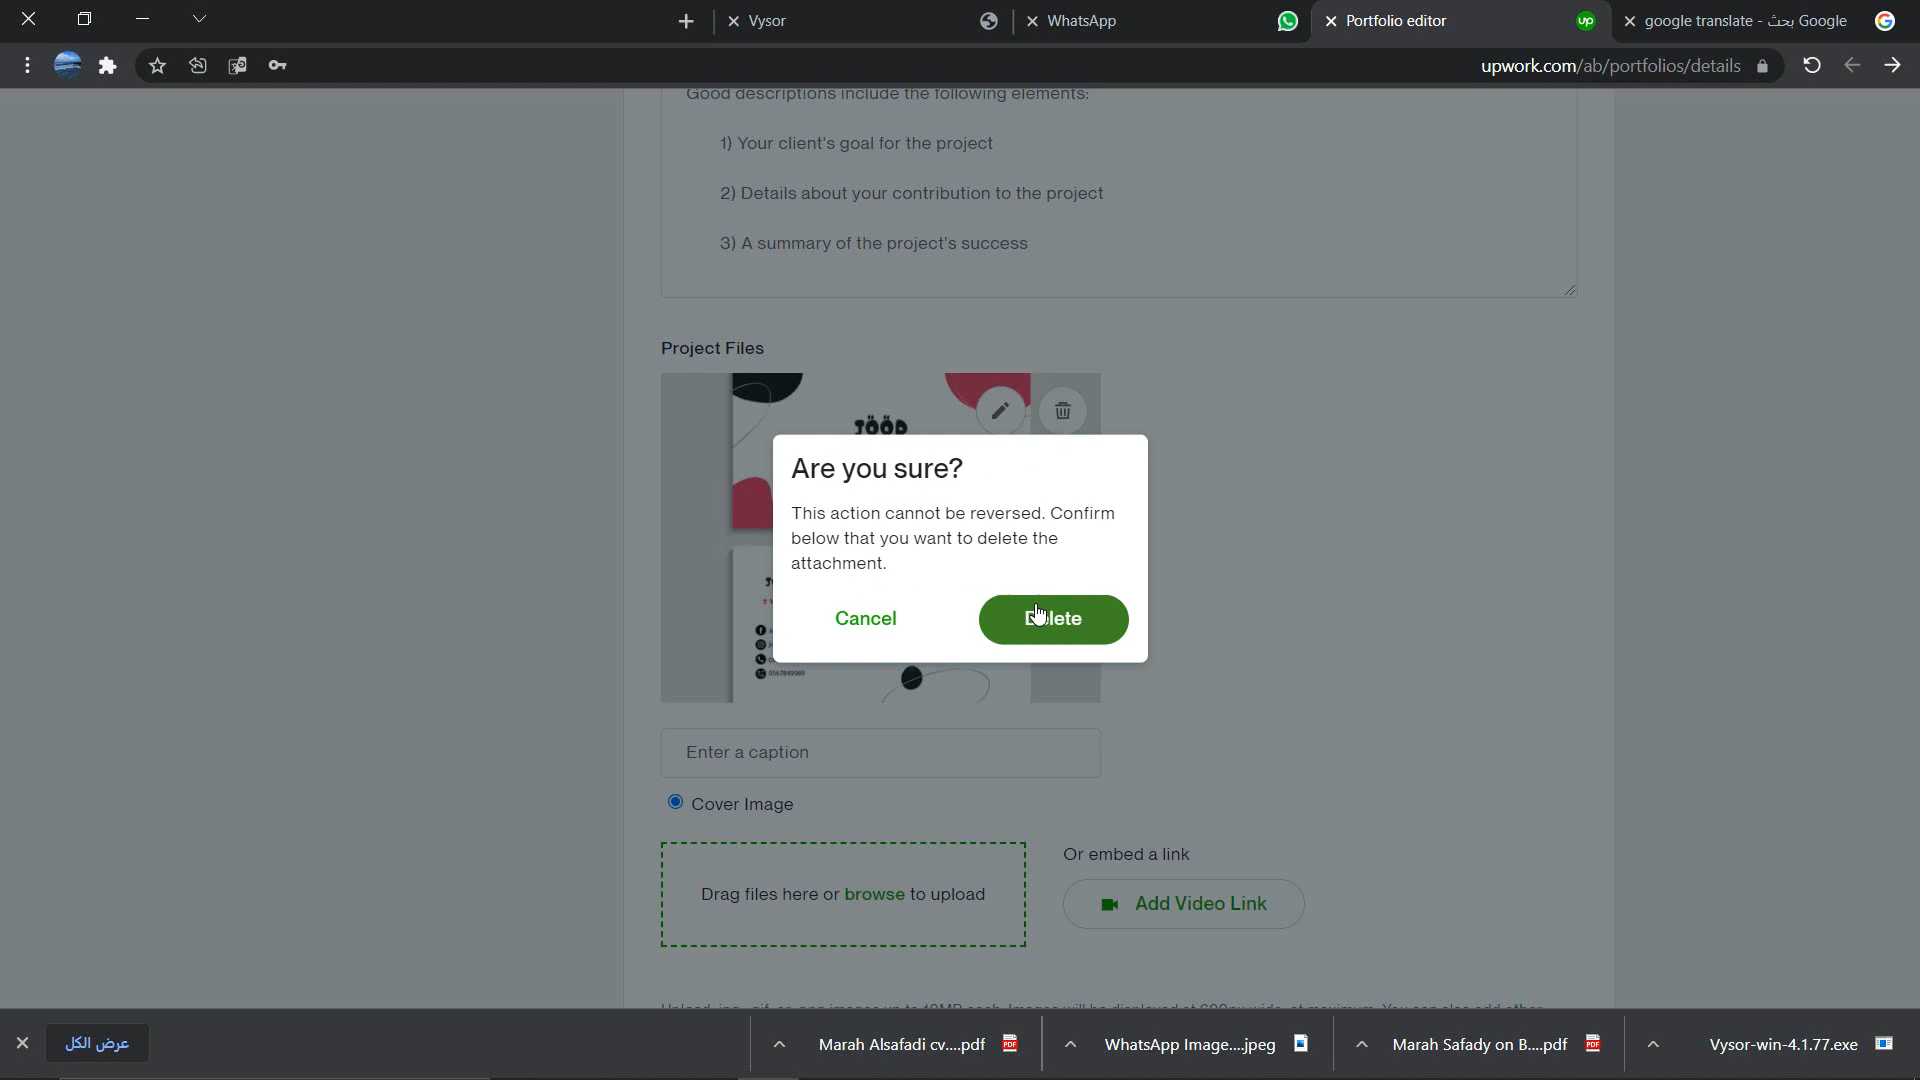 Vysor
WhatsApp
Portfolio editor
up
google translate - بحث Google
upwork.com/ab/portfolios/details
Good descriptions include the following elements:
1) Your client's goal for the project
2) Details about your contribution to the project
3) A summary of the project's success
Project Files
JÖÖD
Are you sure?
This action cannot be reversed. Confirm
below that you want to delete the
attachment.
Cancel
Delete
0567849989
Enter a caption
Cover Image
Drag files here or browse to upload
Or embed a link
Add Video Link
عرض الكل
Marah Alsafadi cv....pdf
WhatsApp Image....jpeg
Marah Safady on B....pdf
Vysor-win-4.1.77.exe